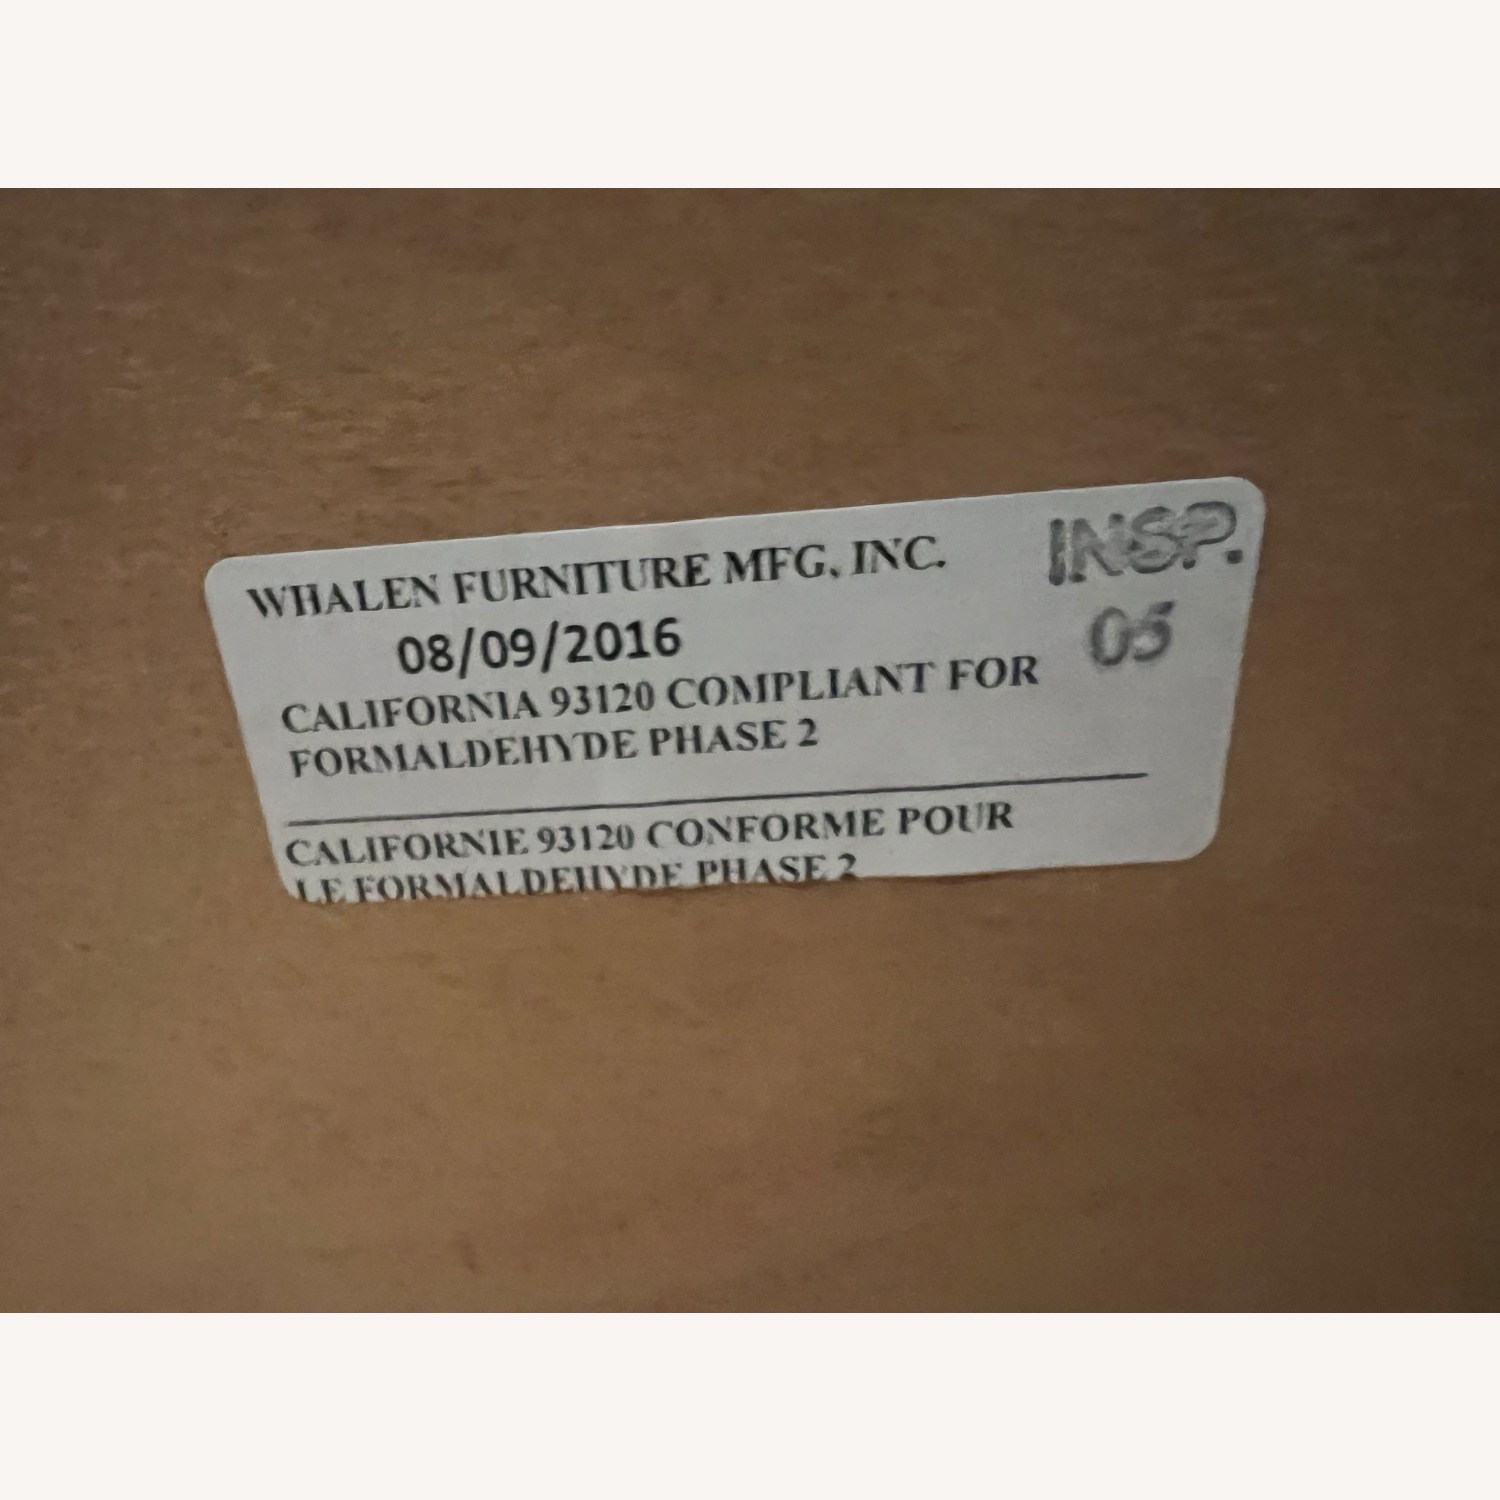 WHALEN FURNITURE MFG. INC.
INSP.
08/09/2016
05
CALIFORNIA 93120 COMPLIANT FOR
FORMALDEHYDE PHASE 2
CALIFORNIE 93120 CONFORME POUR
LE FORMALDEHYDE PHASE 2